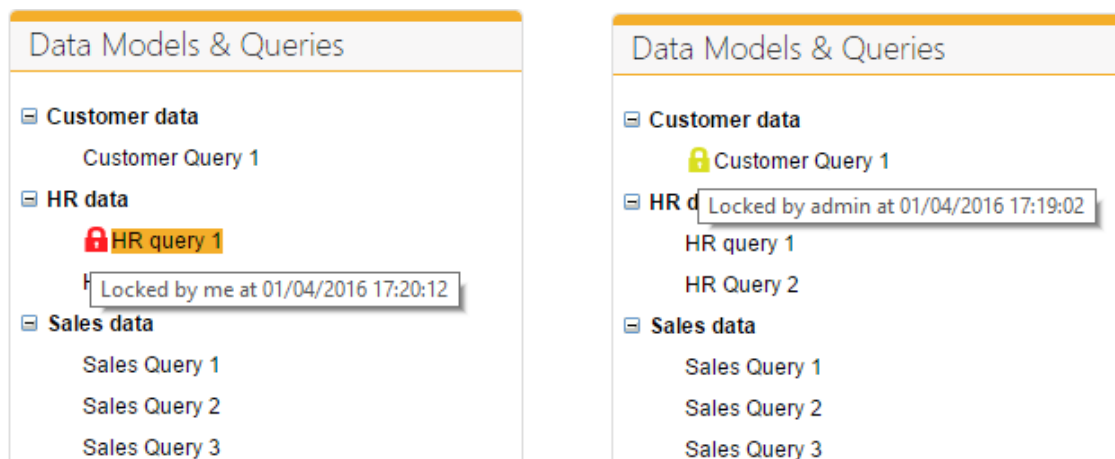 Data Models & Queries
Customer data
Customer Query 1
HR data
HR query 1
Locked by me at 01/04/2016 17:20:12
Sales data
Sales Query 1
Sales Query 2
Sales Query 3
Data Models & Queries
Customer data
Customer Query 1
HR d
Locked by admin at 01/04/2016 17:19:02
HR query 1
HR Query 2
Sales data
Sales Query 1
Sales Query 2
Sales Query 3